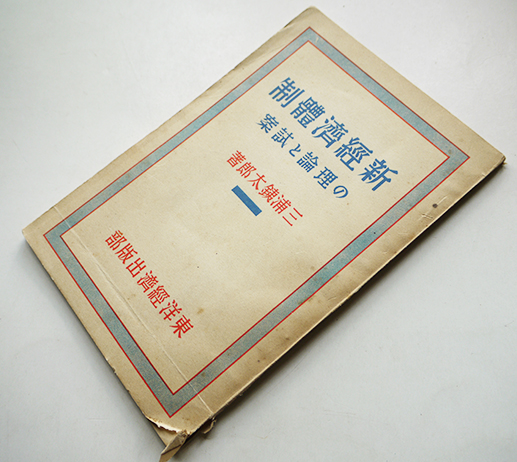 新經濟體制
の理論と試案
三浦銕太郎著
東洋經濟出版部